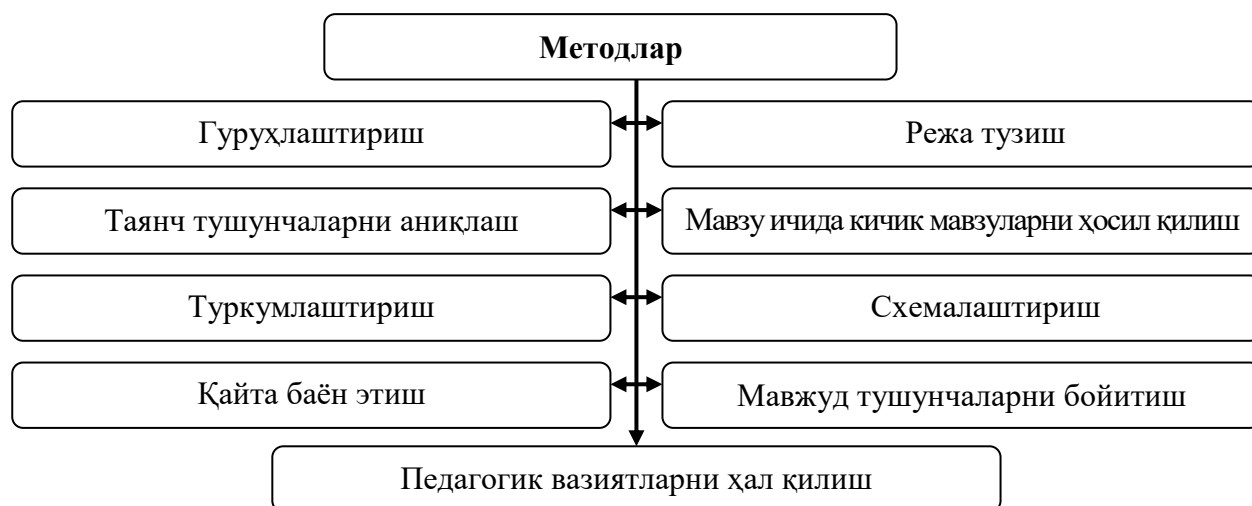 Методлар
Гуруҳлаштириш
Режа тузиш
Таянч тушунчаларни аниқлаш
Мавзу ичида кичик мавзуларни ҳосил қилиш
Туркумлаштириш
Схемалаштириш
Қайта баён этиш
Мавжуд тушунчаларни бойитиш
Педагогик вазиятларни ҳал қилиш